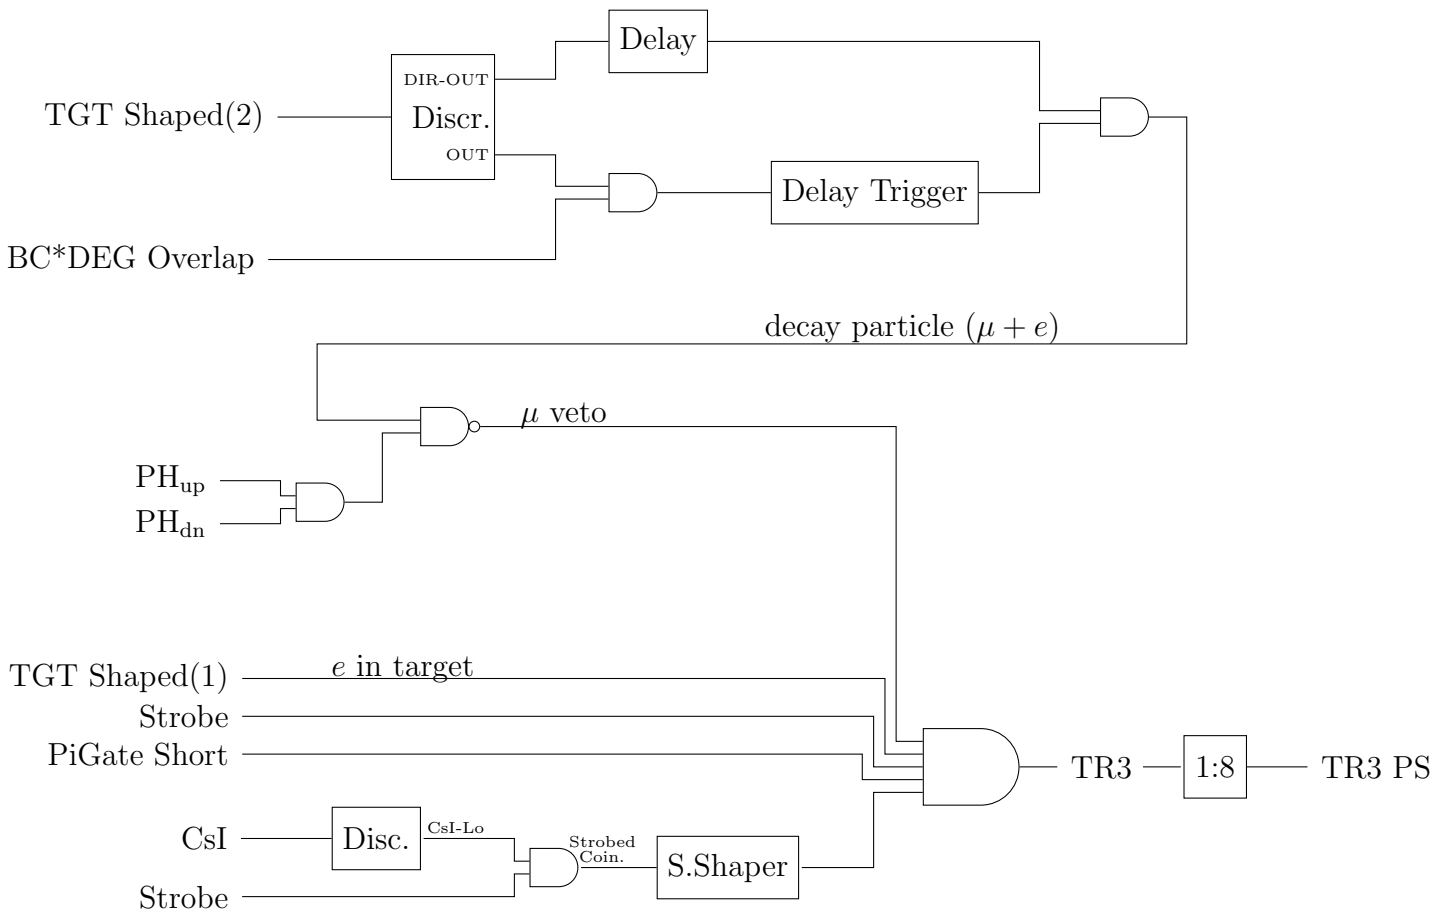 Delay
DIR-OUT
TGT Shaped(2)
Discr.
OUT
Delay Trigger
BC*DEG Overlap
decay particle (μ + e)
μ veto
PH_up
PH_dn
e in target
TGT Shaped(1)
Strobe
PiGate Short
TR3
1:8
TR3 PS
CsI
Disc.
CsI-Lo
Strobed
Coin.
S.Shaper
Strobe